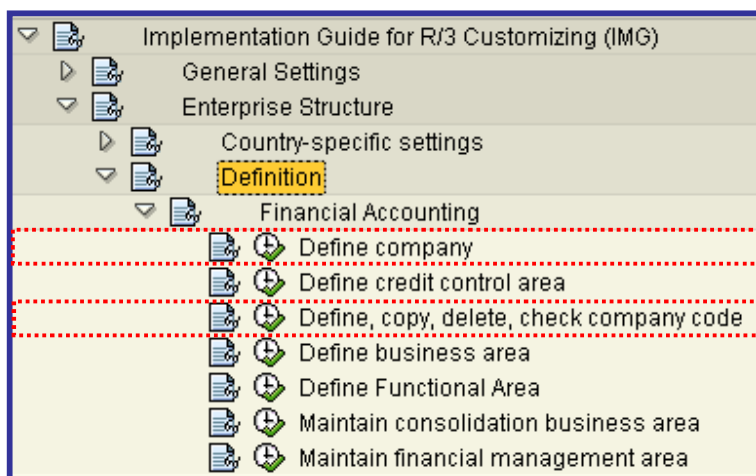 Implementation Guide for R/3 Customizing (IMG)
General Settings
Enterprise Structure
Country-specific settings
Definition
Financial Accounting
Define company
Define credit control area
Define, copy, delete, check company code
Define business area
Define Functional Area
Maintain consolidation business area
Maintain financial management area